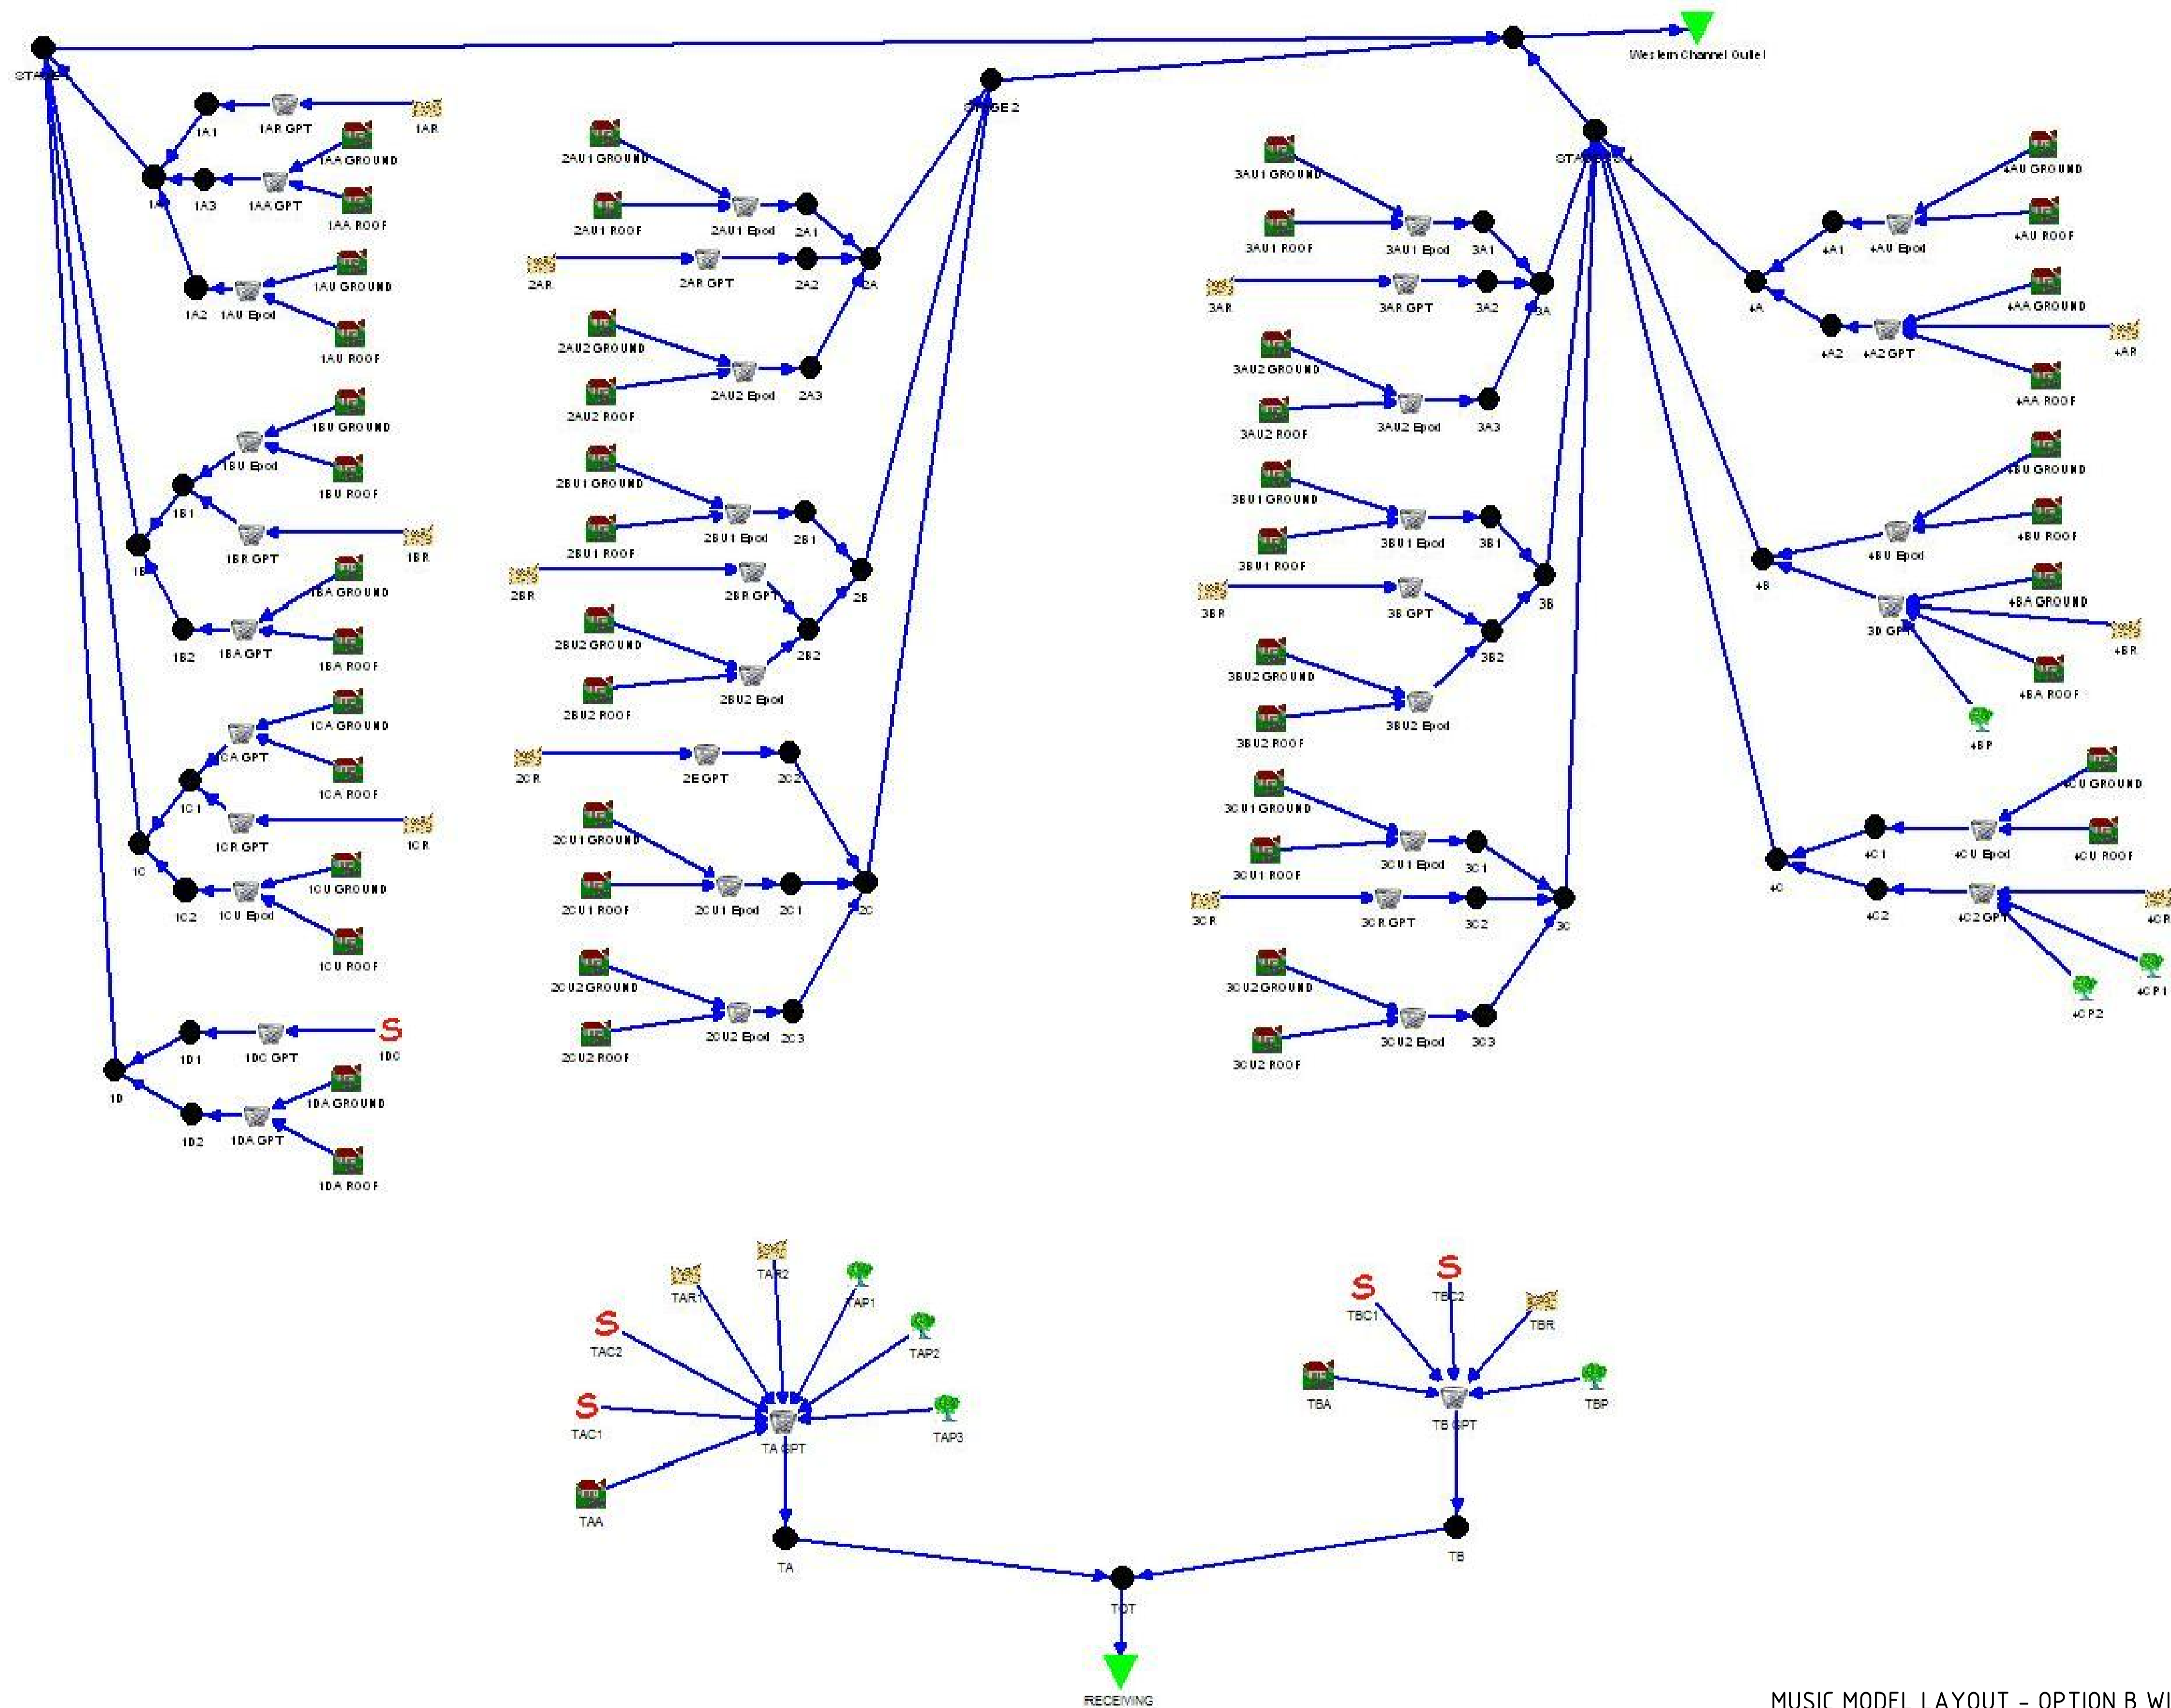 Western Channel Outlet
1A1
1AR GPT
1AR
1AA GROUND
1A3
1AA GPT
1AA ROOF
1AU GROUND
1A2
1AU Epod
1AU ROOF
1BU GROUND
1BU Epod
1BU ROOF
1B1
1BR GPT
1BR
1BA GROUND
1B2
1BA GPT
1BA ROOF
1CA GROUND
1CA ROOF
1C1
1CR GPT
1CR
1C
1CU GROUND
1C2
1CU Epod
1CU ROOF
1D1
1DC GPT
1DC
1D
1DA GROUND
1D2
1DA GPT
1DA ROOF
STAGE 2
2AU1 GROUND
2AU1 ROOF
2AU1 Epod
2A1
2AR
2AR GPT
2A2
2A
2AU2 GROUND
2AU2 ROOF
2AU2 Epod
2A3
2BU1 GROUND
2BU1 ROOF
2BU1 Epod
2B1
2BR
2BR GPT
2B
2BU2 GROUND
2B2
2BU2 ROOF
2BU2 Epod
2CR
2E GPT
2C2
2CU1 GROUND
2CU1 ROOF
2CU1 Epod
2C1
2C
2CU2 GROUND
2CU2 ROOF
2CU2 Epod
2C3
3AU1 GROUND
3AU1 ROOF
3AU1 Epod
3A1
3AR
3AR GPT
3A2
3A
3AU2 GROUND
3AU2 ROOF
3AU2 Epod
3A3
3BU1 GROUND
3BU1 ROOF
3BU1 Epod
3B1
3BR
3B GPT
3B
3BU2 GROUND
3B2
3BU2 ROOF
3BU2 Epod
3CU1 GROUND
3CU1 ROOF
3CU1 Epod
3C1
3CR
3CR GPT
3C2
3C
3CU2 GROUND
3CU2 ROOF
3CU2 Epod
3C3
4AU GROUND
4A1
4AU Epod
4AU ROOF
4A
4AA GROUND
4A2
4A2 GPT
4AR
4AA ROOF
4BU GROUND
4BU Epod
4BU ROOF
4B
4BA GROUND
3D GPT
4BR
4BA ROOF
4BP
4CU GROUND
4C1
4CU Epod
4CU ROOF
4C
4C2
4C2 GPT
4CR
4CP1
4CP2
TAR2
TAR1
TAP1
TAC2
TAP2
TAC1
TA GPT
TAP3
TAA
TA
TBC2
TBC1
TBR
TBA
TB GPT
TBP
TB
TOT
RECEIVING
MUSIC MODEL LAYOUT - OPTION B WI